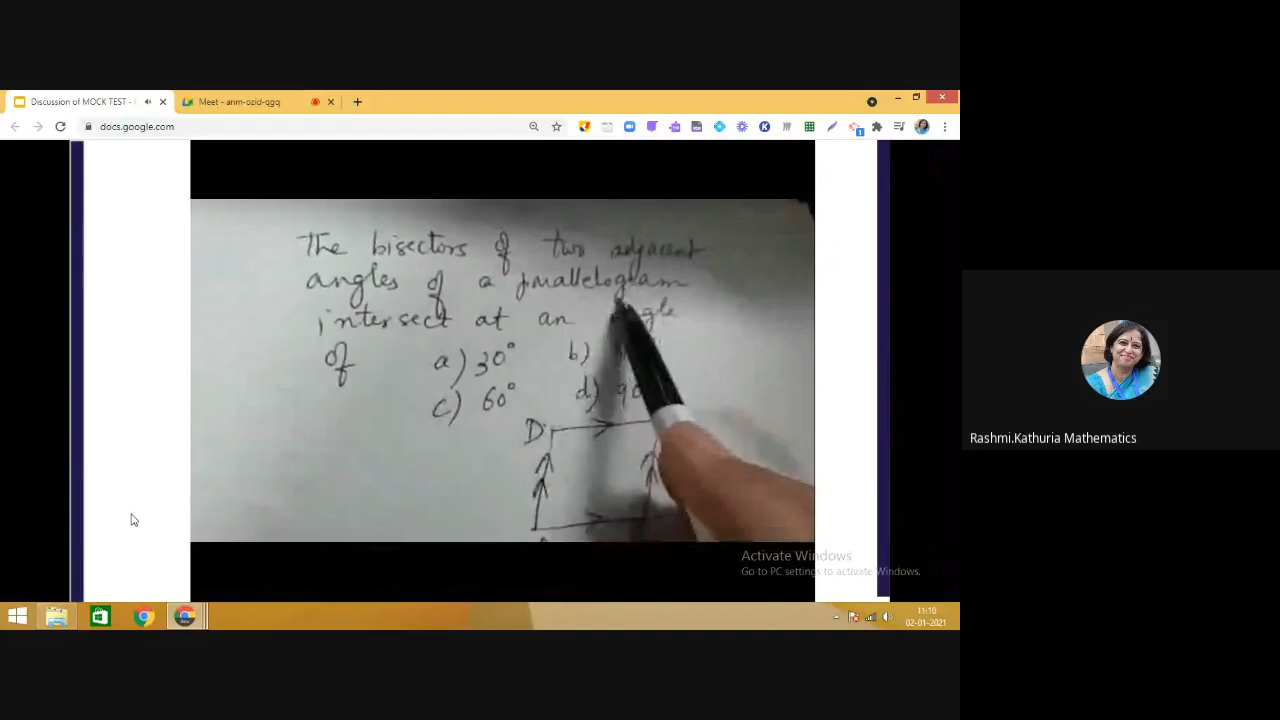 Discussion of MOCK TEST -
Meet - anm-ozid-qgq
docs.google.com
The bisectors of two adjacent
angles of a parallelogram
intersect at an
of a) 30° b)
c) 60° d) 90
D
Rashmi.Kathuria Mathematics
Activate Windows
Go to PC settings to activate Windows.
11:10
02-01-2021